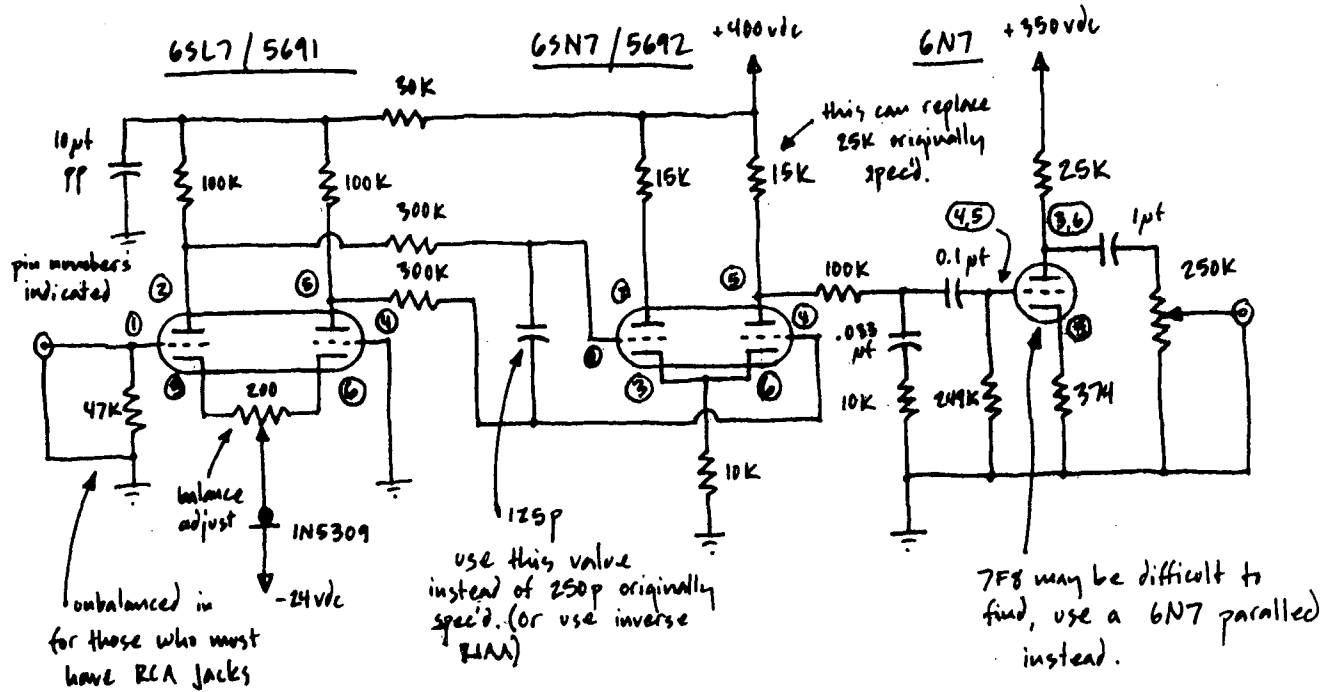 6SL7 / 5691
6SN7 / 5692
+400vdc
6N7
+350vdc
30K
this can replace
25K originally
spec'd.
10µf
PP
100K
100K
15K
15K
25K
300K
4,5
3,6
1µf
pin numbers
indicated
2
5
300K
5
100K
0.1µf
250K
1
4
4
.033
µf
8
3
200
6
3
6
47K
10K
249K
374
10K
balance
adjust
1N5309
-24vdc
125p
use this value
instead of 250p originally
spec'd. (or use inverse
RIAA)
unbalanced in
for those who must
have RCA jacks
7F8 may be difficult to
find, use a 6N7 paralled
instead.